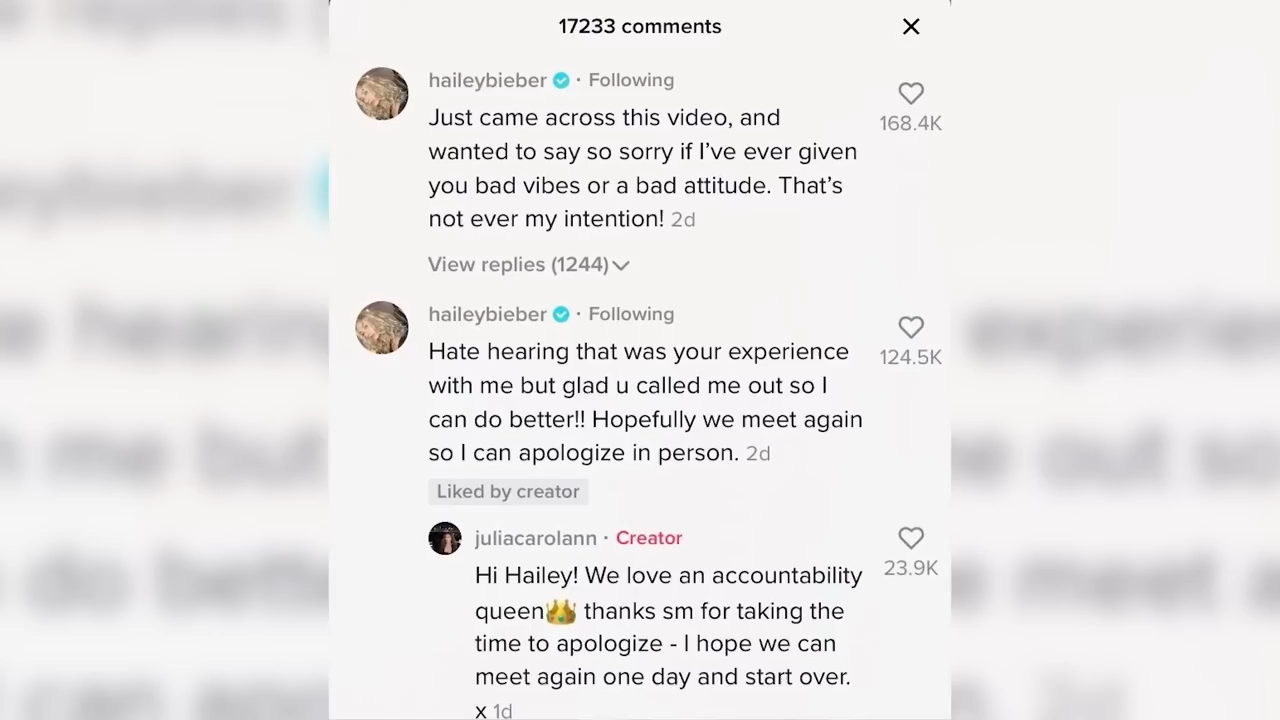 17233 comments
haileybieber · Following
Just came across this video, and
wanted to say so sorry if I’ve ever given
you bad vibes or a bad attitude. That’s
not ever my intention! 2d
168.4K
View replies (1244)
haileybieber · Following
Hate hearing that was your experience
with me but glad u called me out so I
can do better!! Hopefully we meet again
so I can apologize in person. 2d
124.5K
Liked by creator
juliacarolann · Creator
Hi Hailey! We love an accountability
queen👑 thanks sm for taking the
time to apologize - I hope we can
meet again one day and start over.
x 1d
23.9K